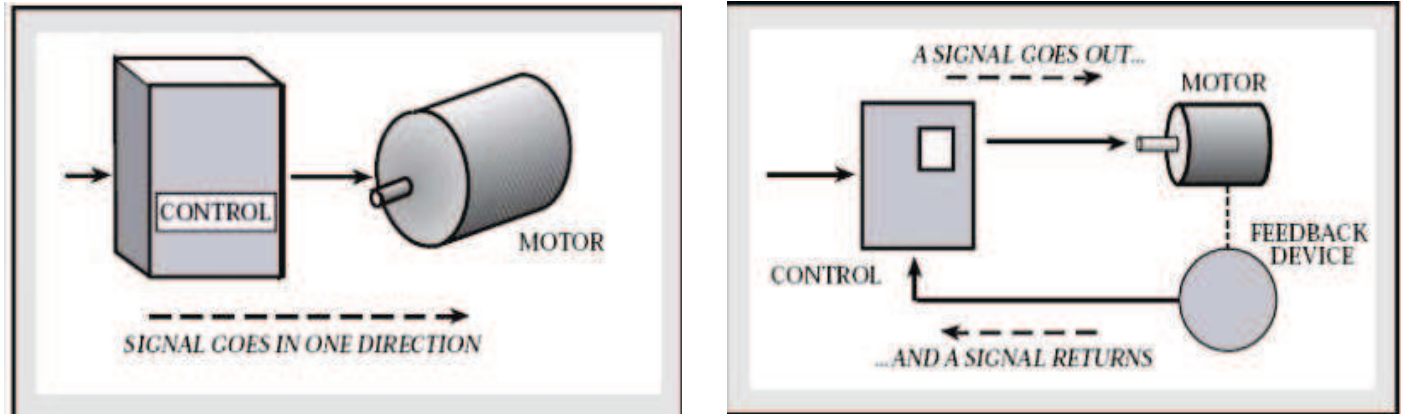 CONTROL
MOTOR
SIGNAL GOES IN ONE DIRECTION
A SIGNAL GOES OUT...
MOTOR
FEEDBACK
DEVICE
CONTROL
...AND A SIGNAL RETURNS